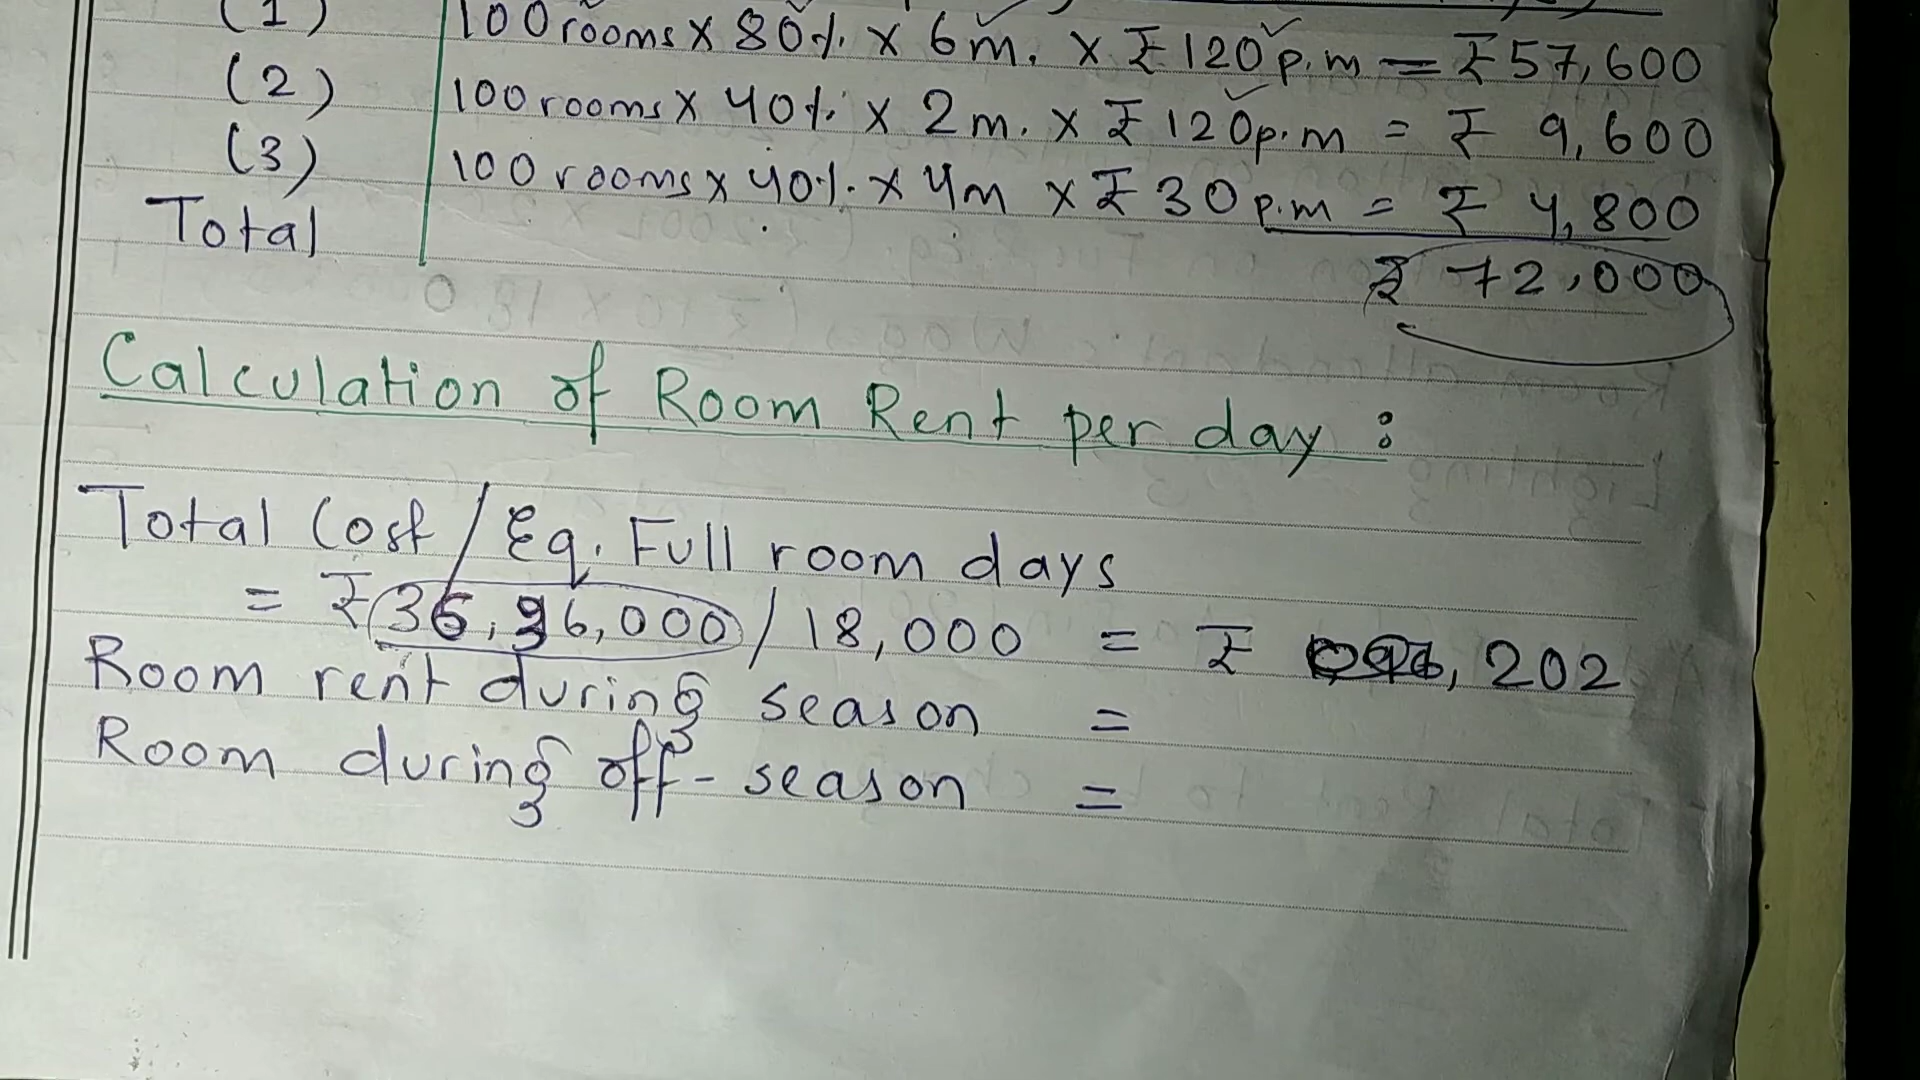 (1) 100 rooms x 80% x 6m. x ₹120 p.m = ₹57,600
(2) 100 rooms x 40% x 2m. x ₹120 p.m = ₹ 9,600
(3) 100 rooms x 40% x 4m x ₹30 p.m = ₹ 4,800
Total ₹ 72,000
Calculation of Room Rent per day :
Total Cost / Eq. Full room days
= ₹36,36,000 / 18,000 = ₹ 202
Room rent during season =
Room during off-season =